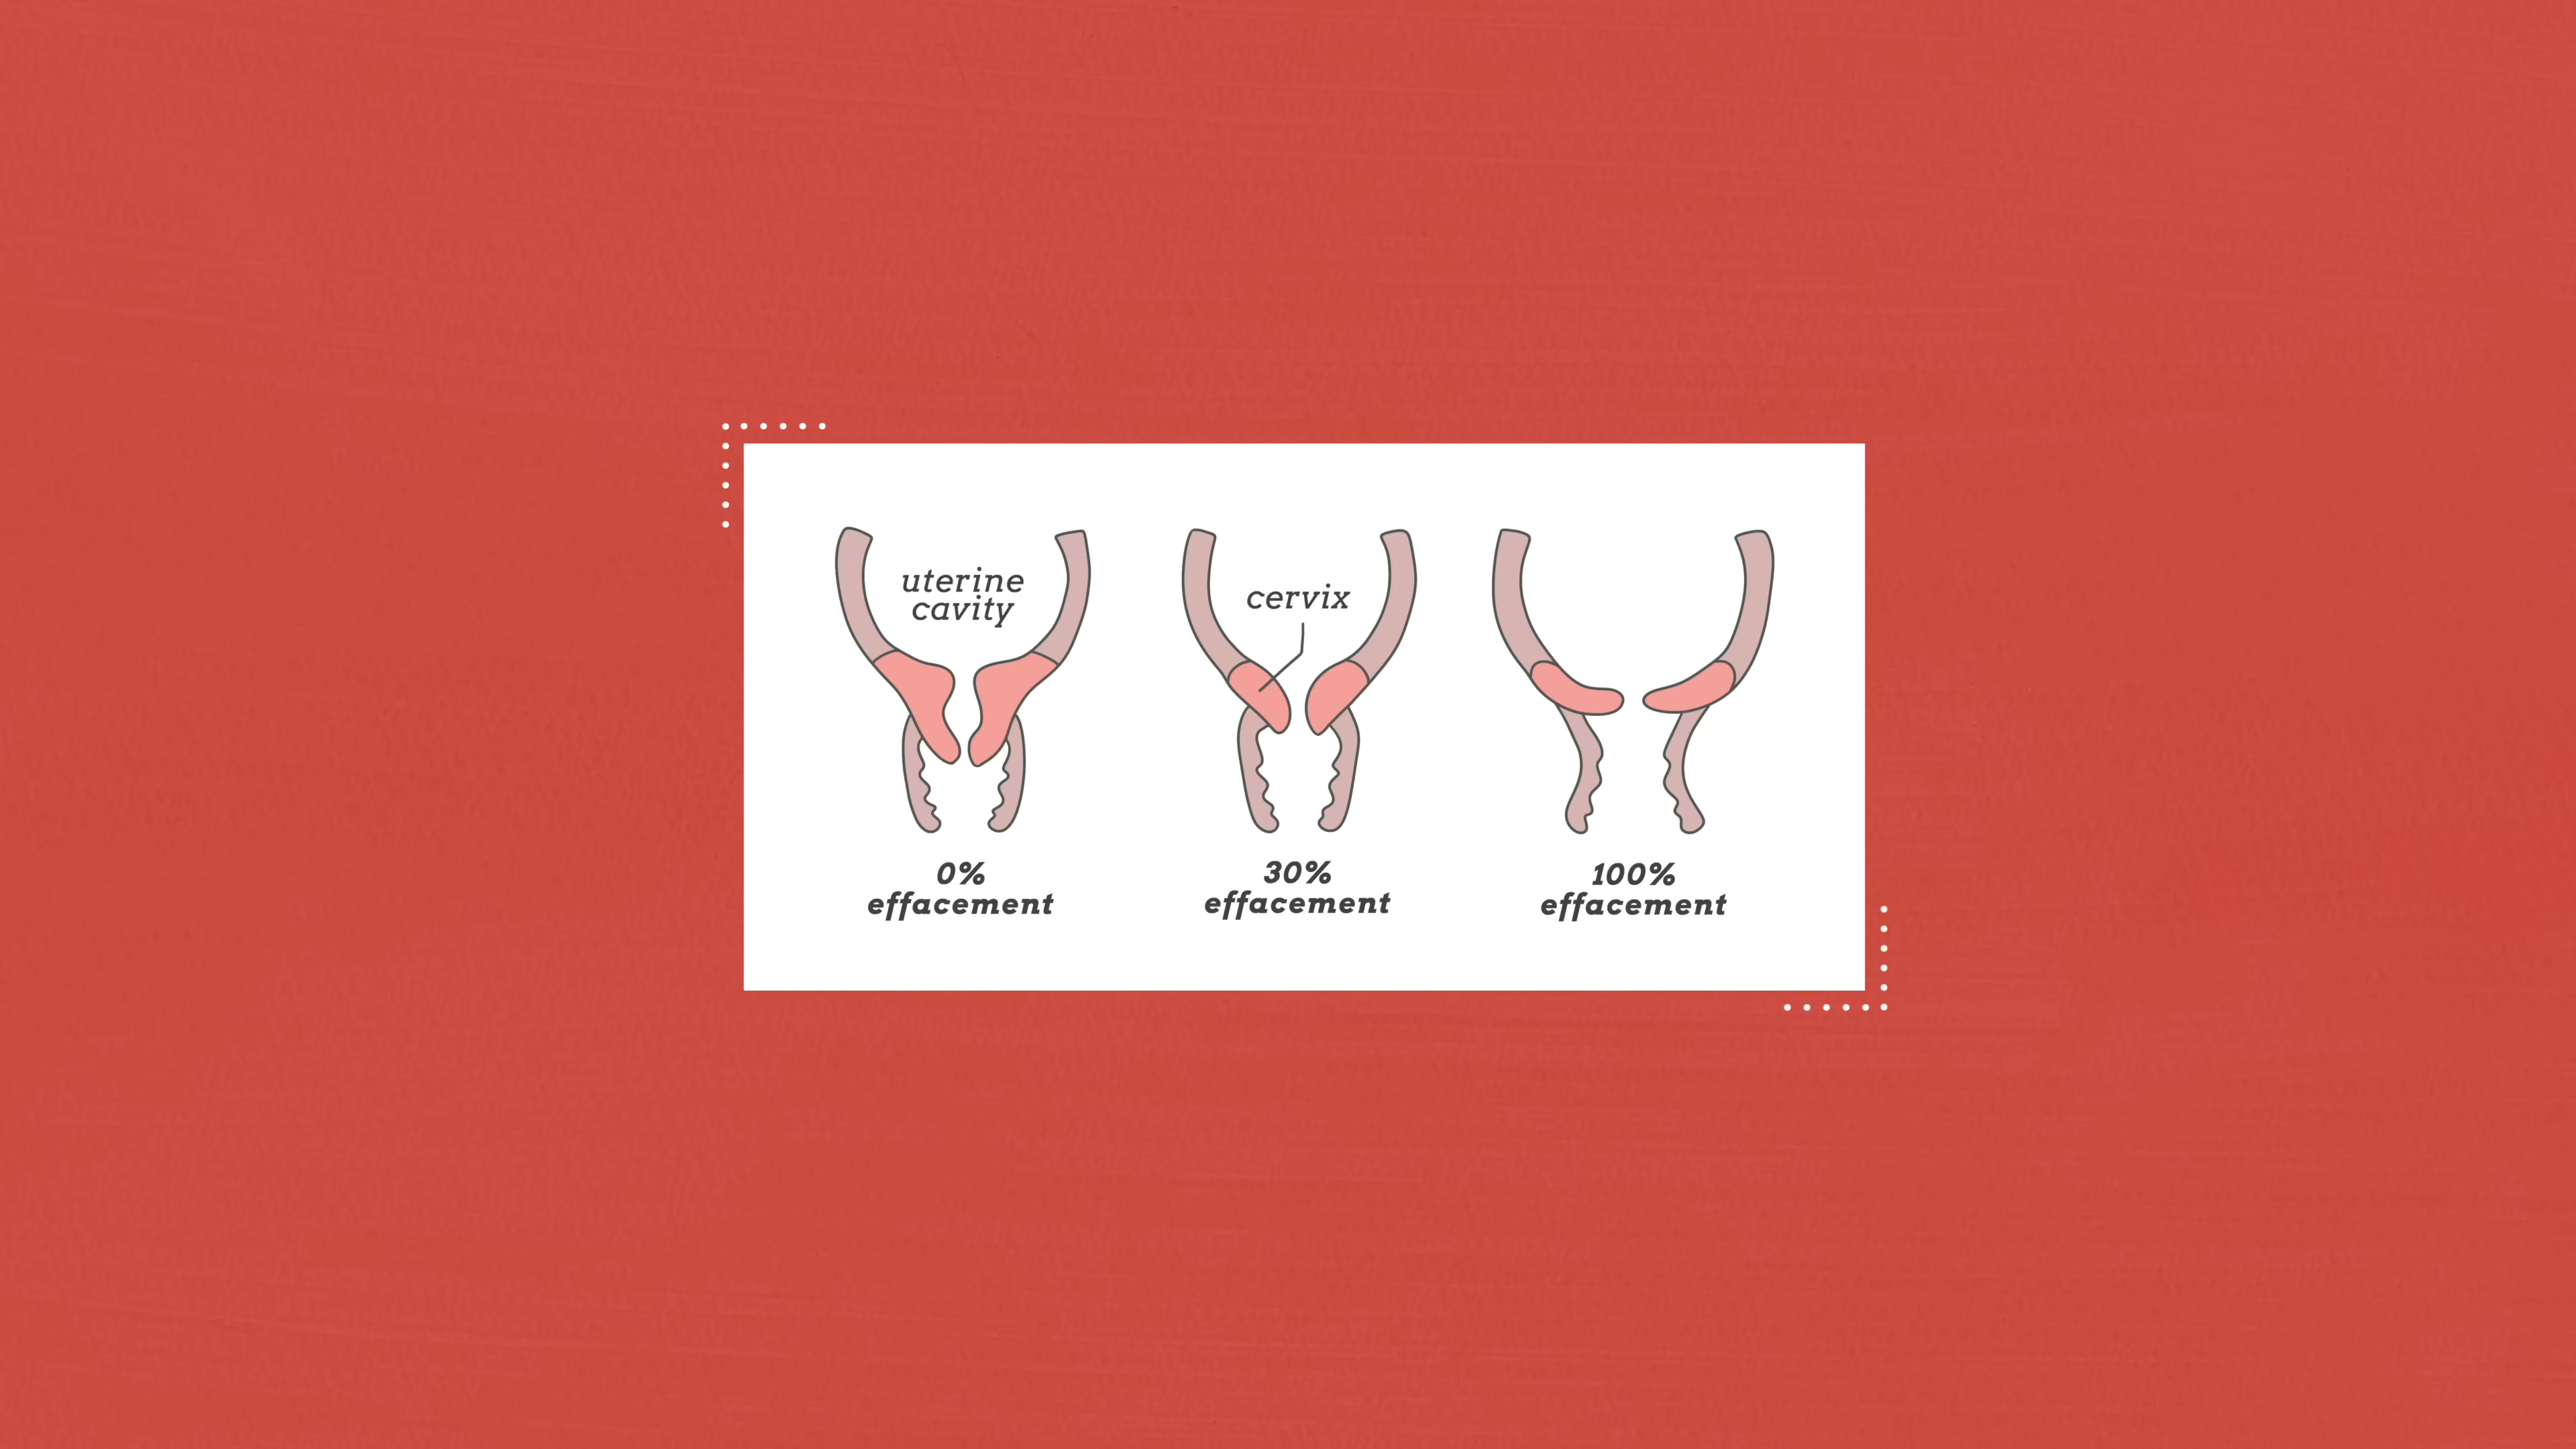 uterine
cavity
cervix
0%
effacement
30%
effacement
100%
effacement